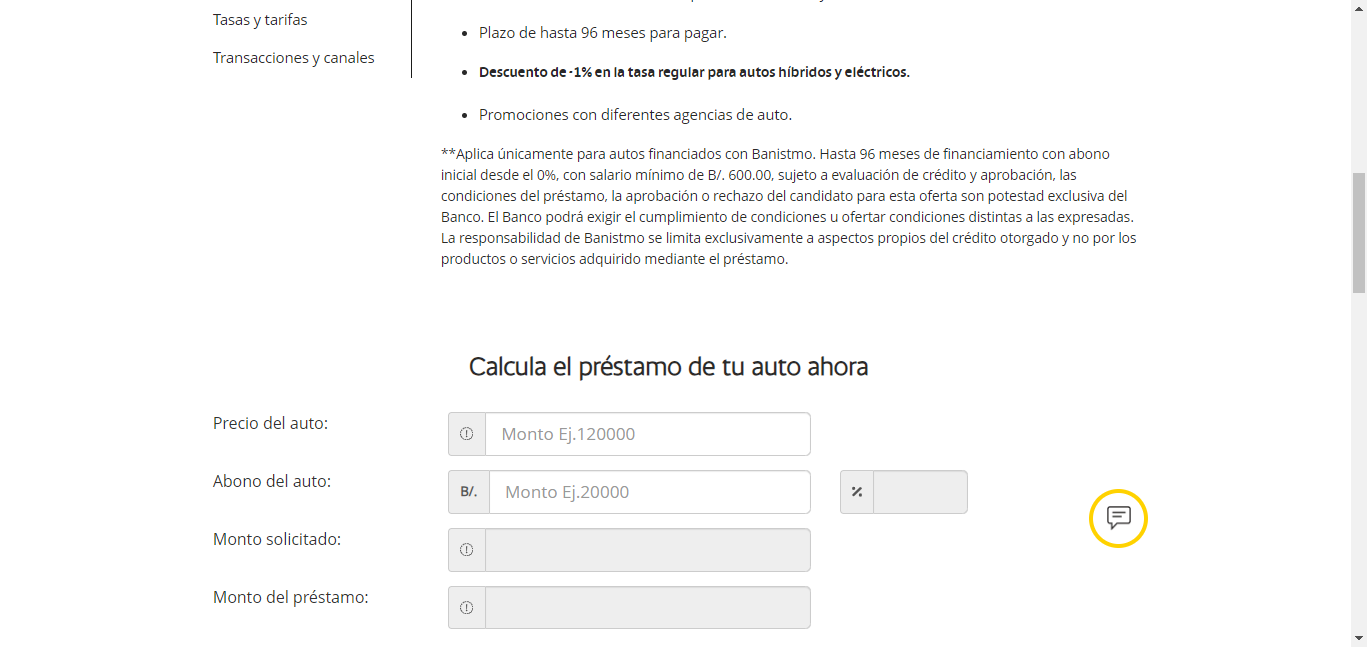 Tasas y tarifas
Transacciones y canales
Plazo de hasta 96 meses para pagar.
Descuento de -1% en la tasa regular para autos híbridos y eléctricos.
Promociones con diferentes agencias de auto.
**Aplica únicamente para autos financiados con Banistmo. Hasta 96 meses de financiamiento con abono
inicial desde el 0%, con salario mínimo de B/. 600.00, sujeto a evaluación de crédito y aprobación, las
condiciones del préstamo, la aprobación o rechazo del candidato para esta oferta son potestad exclusiva del
Banco. El Banco podrá exigir el cumplimiento de condiciones u ofertar condiciones distintas a las expresadas.
La responsabilidad de Banistmo se limita exclusivamente a aspectos propios del crédito otorgado y no por los
productos o servicios adquirido mediante el préstamo.
Calcula el préstamo de tu auto ahora
Precio del auto:
Monto Ej.120000
Abono del auto:
B/. Monto Ej.20000 %
Monto solicitado:
Monto del préstamo: